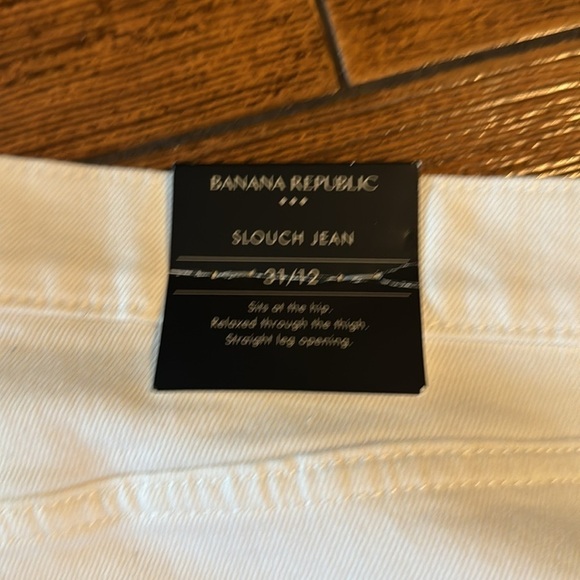 BANANA REPUBLIC
SLOUCH JEAN
31/12
Sits at the hip.
Relaxed through the thigh.
Straight leg opening.